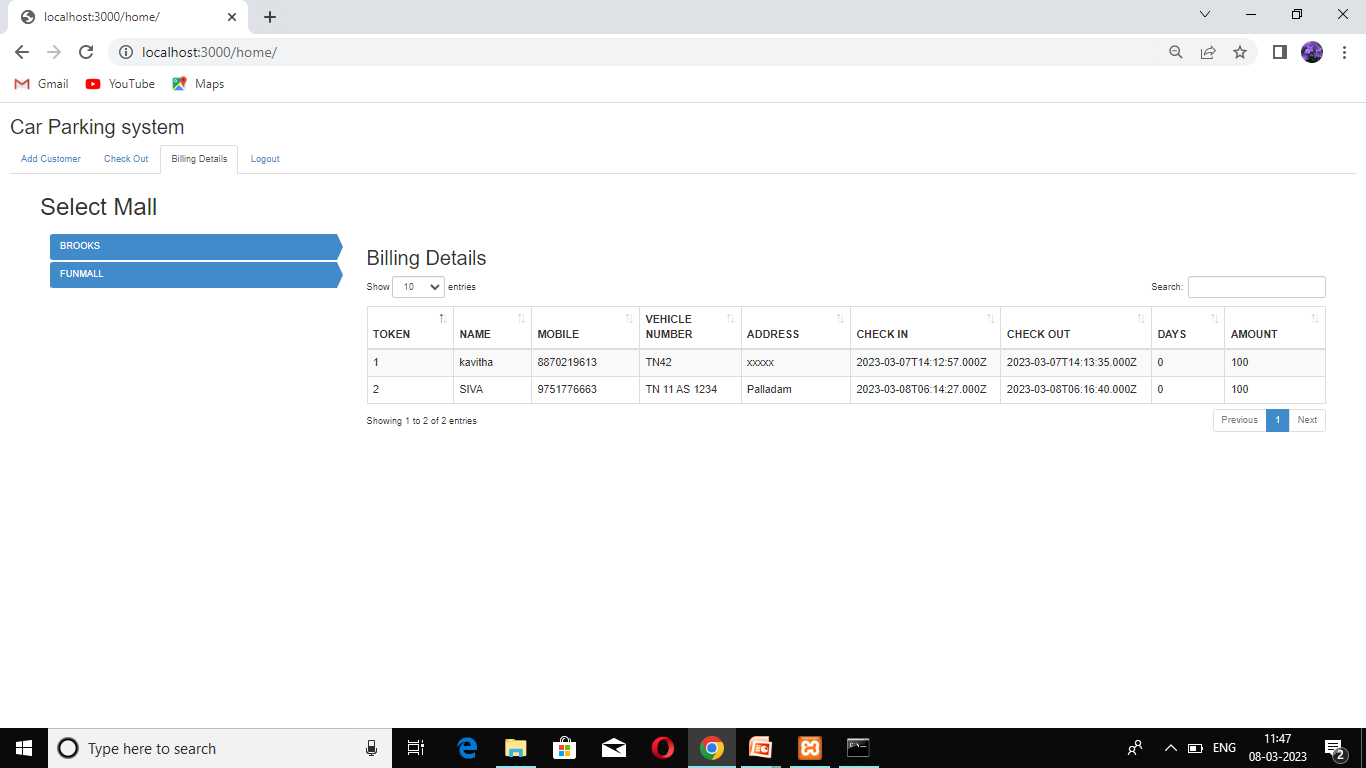 localhost:3000/home/
localhost:3000/home/
Gmail YouTube Maps
Car Parking system
Add Customer Check Out Billing Details Logout
Select Mall
BROOKS
FUNMALL
Billing Details
Show 10 entries Search:
TOKEN NAME MOBILE VEHICLE NUMBER ADDRESS CHECK IN CHECK OUT DAYS AMOUNT
1 kavitha 8870219613 TN42 xxxxx 2023-03-07T14:12:57.000Z 2023-03-07T14:13:35.000Z 0 100
2 SIVA 9751776663 TN 11 AS 1234 Palladam 2023-03-08T06:14:27.000Z 2023-03-08T06:16:40.000Z 0 100
Showing 1 to 2 of 2 entries Previous 1 Next
Type here to search
ENG
11:47
08-03-2023
2